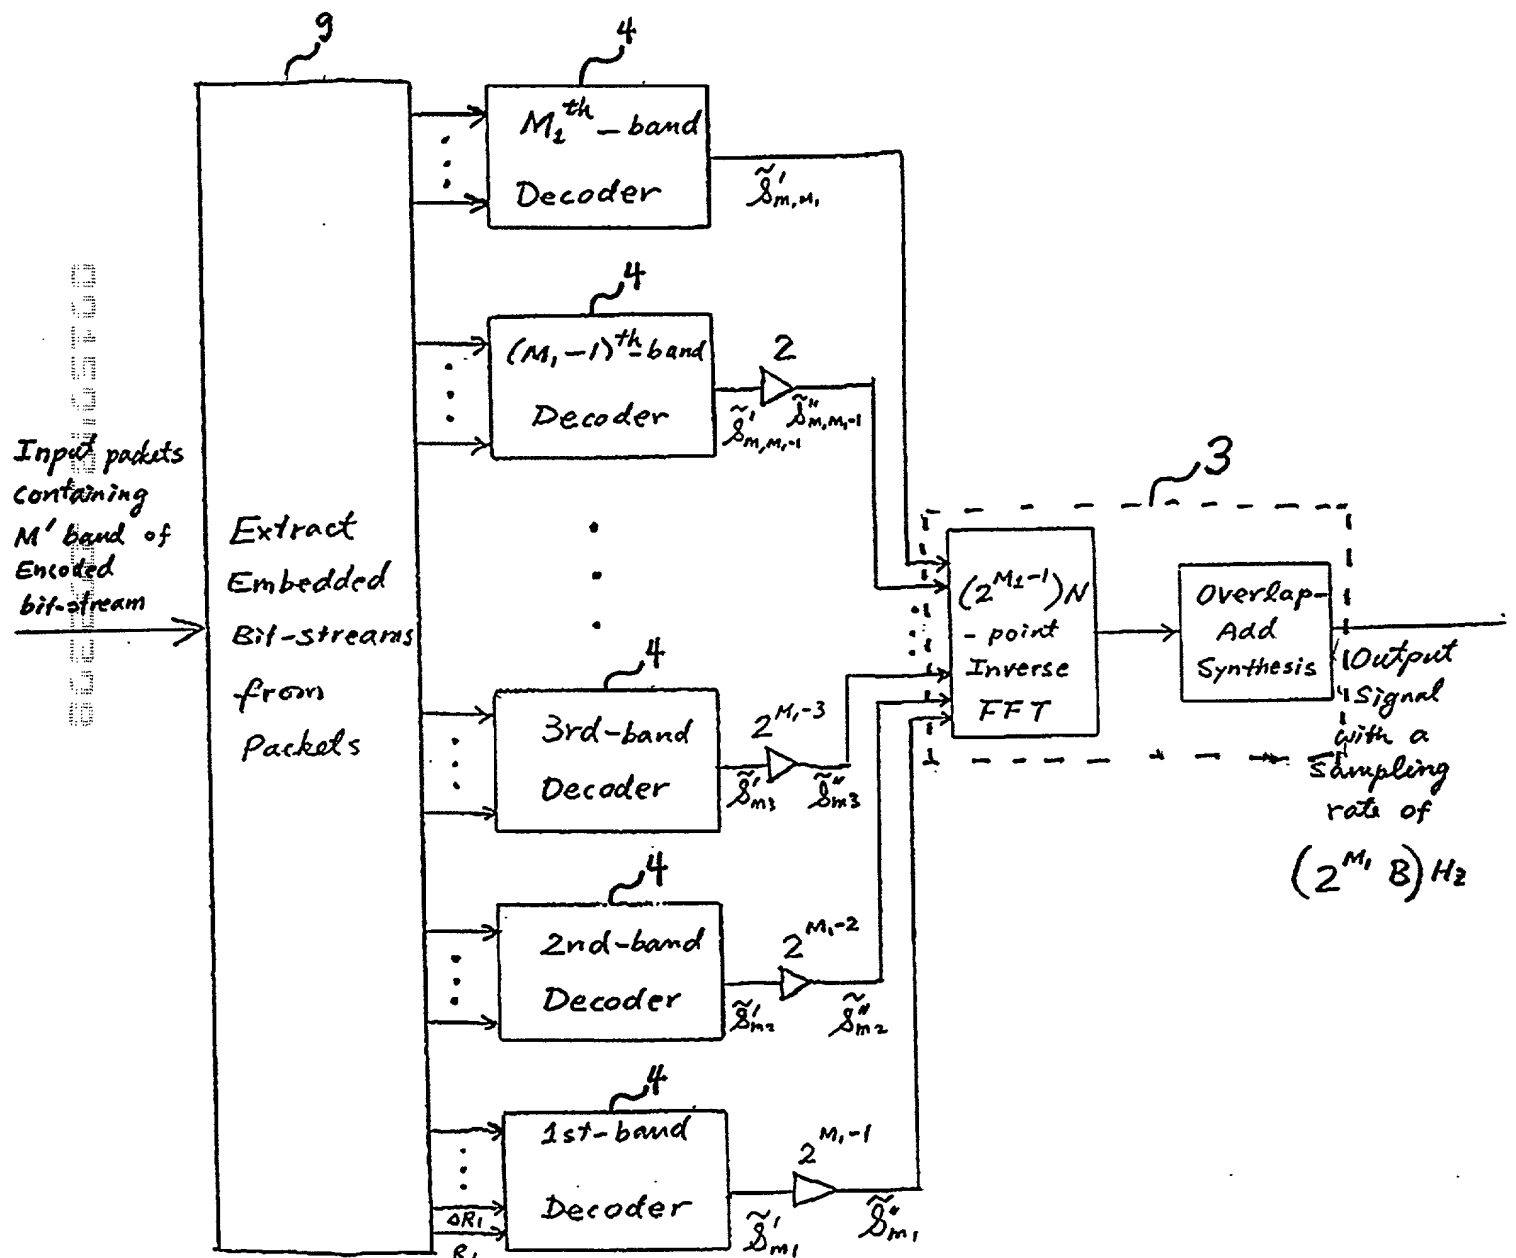 9
4
M₁ᵗʰ-band
Decoder
S̃'ₘ,M₁
4
(M₁-1)ᵗʰ-band
Decoder
2
S̃'ₘ,M₁-1
S̃"ₘ,M₁-1
Input packets
containing
M' band of
Encoded
bit-stream
Extract
Embedded
Bit-streams
from
Packets
3
(2^(M₁-1))N
- point
Inverse
FFT
Overlap-
Add
Synthesis
Output
Signal
with a
sampling
rate of
(2^M₁ B) Hz
4
3rd-band
Decoder
2^(M₁-3)
S̃'ₘ₃
S̃"ₘ₃
4
2nd-band
Decoder
2^(M₁-2)
S̃'ₘ₂
S̃"ₘ₂
4
1st-band
Decoder
2^(M₁-1)
S̃'ₘ₁
S̃"ₘ₁
ΔR₁
R₁